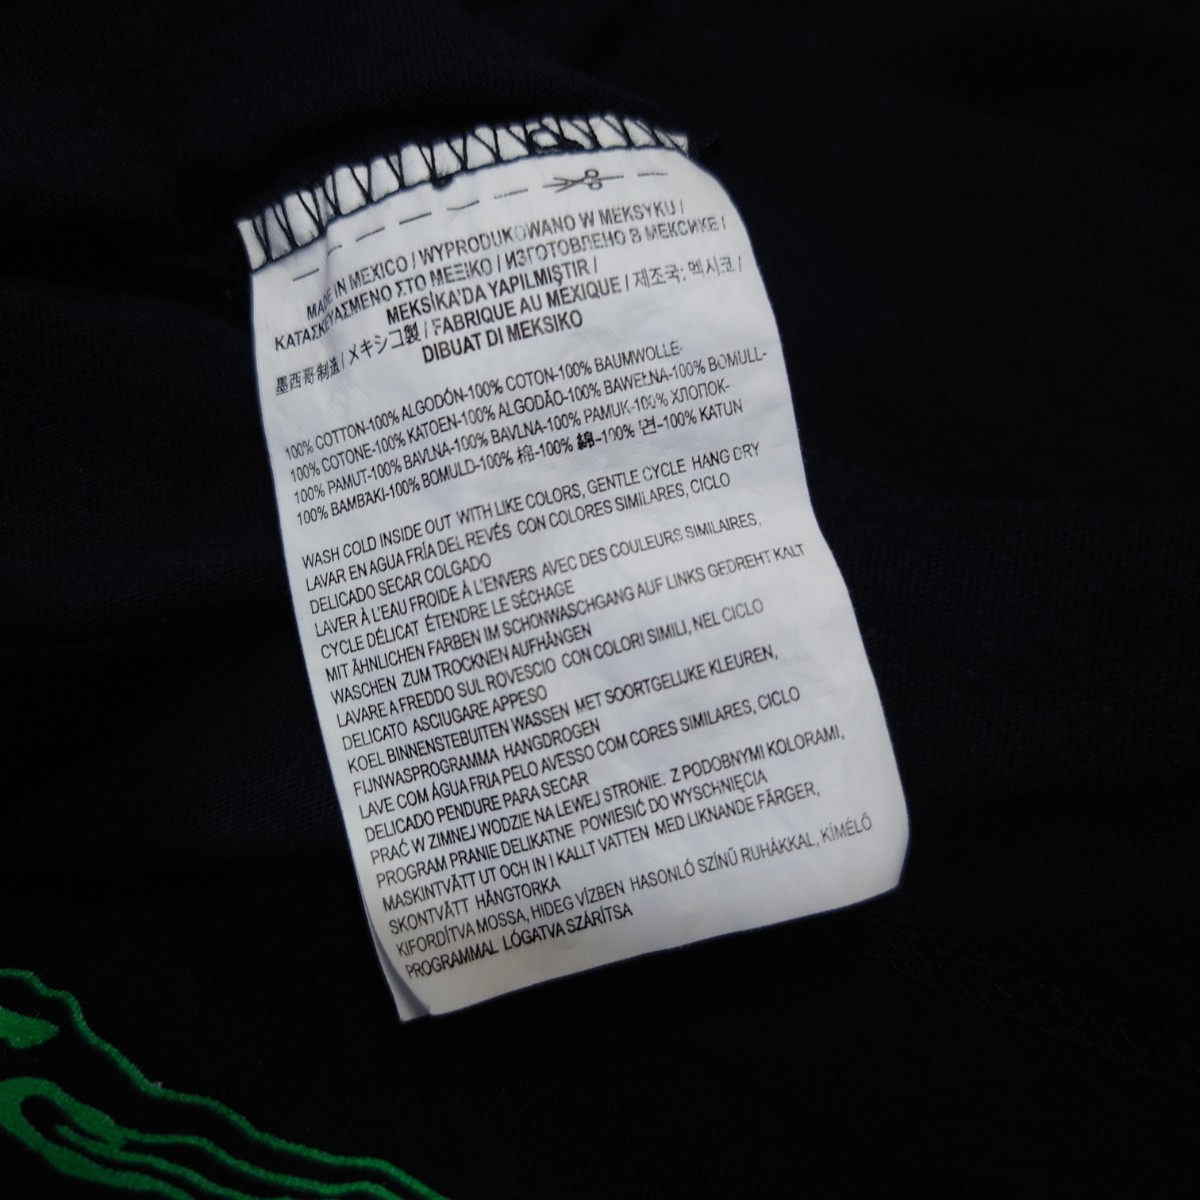 MADE IN MEXICO / WYPRODUKOWANO W MEKSYKU /
ΚΑΤΑΣΚΕΥΑΣΜΕΝΟ ΣΤΟ ΜΕΞΙΚΟ / ИЗГОТОВЛЕНО В МЕКСИКЕ /
MEKSİKA'DA YAPILMIŞTIR /
墨西哥制造 / メキシコ製 / FABRIQUE AU MEXIQUE / 제조국: 멕시코 /
DIBUAT DI MEKSIKO
100% COTTON-100% ALGODÓN-100% COTON-100% BAUMWOLLE-
100% COTONE-100% KATOEN-100% ALGODÃO-100% BAWEŁNA-100% BOMULL-
100% PAMUT-100% BAVLNA-100% BAVLNA-100% PAMUK-100% ХЛОПОК-
100% ΒΑΜΒΆΚΙ-100% BOMULD-100% 棉-100% 綿-100% 면-100% KATUN
WASH COLD INSIDE OUT WITH LIKE COLORS, GENTLE CYCLE HANG DRY
LAVAR EN AGUA FRÍA DEL REVÉS CON COLORES SIMILARES, CICLO
DELICADO SECAR COLGADO
LAVER À L'EAU FROIDE À L'ENVERS AVEC DES COULEURS SIMILAIRES,
CYCLE DÉLICAT ÉTENDRE LE SÉCHAGE
MIT ÄHNLICHEN FARBEN IM SCHONWASCHGANG AUF LINKS GEDREHT KALT
WASCHEN ZUM TROCKNEN AUFHÄNGEN
LAVARE A FREDDO SUL ROVESCIO CON COLORI SIMILI, NEL CICLO
DELICATO ASCIUGARE APPESO
KOEL BINNENSTEBUITEN WASSEN MET SOORTGELIJKE KLEUREN,
FIJNWASPROGRAMMA HANGDROGEN
LAVE COM ÁGUA FRIA PELO AVESSO COM CORES SIMILARES, CICLO
DELICADO PENDURE PARA SECAR
PRAĆ W ZIMNEJ WODZIE NA LEWEJ STRONIE. Z PODOBNYMI KOLORAMI,
PROGRAM PRANIE DELIKATNE POWIESIĆ DO WYSCHNIĘCIA
MASKINTVÄTT UT OCH IN I KALLT VATTEN MED LIKNANDE FÄRGER,
SKONTVÄTT HÄNGTORKA
KIFORDÍTVA MOSSA, HIDEG VÍZBEN HASONLÓ SZÍNŰ RUHÁKKAL, KÍMÉLŐ
PROGRAMMAL LÓGATVA SZÁRÍTSA